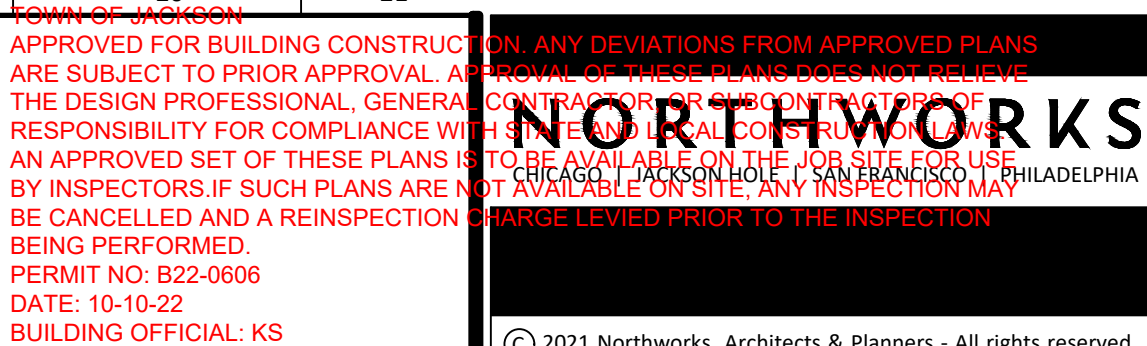 TOWN OF JACKSON
APPROVED FOR BUILDING CONSTRUCTION. ANY DEVIATIONS FROM APPROVED PLANS
ARE SUBJECT TO PRIOR APPROVAL. APPROVAL OF THESE PLANS DOES NOT RELIEVE
THE DESIGN PROFESSIONAL, GENERAL CONTRACTOR, OR SUBCONTRACTORS OF
RESPONSIBILITY FOR COMPLIANCE WITH STATE AND LOCAL CONSTRUCTION LAWS.
AN APPROVED SET OF THESE PLANS IS TO BE AVAILABLE ON THE JOB SITE FOR USE
BY INSPECTORS.IF SUCH PLANS ARE NOT AVAILABLE ON SITE, ANY INSPECTION MAY
BE CANCELLED AND A REINSPECTION CHARGE LEVIED PRIOR TO THE INSPECTION
BEING PERFORMED.
PERMIT NO: B22-0606
DATE: 10-10-22
BUILDING OFFICIAL: KS
NORTHWORKS
CHICAGO | JACKSON HOLE | SAN FRANCISCO | PHILADELPHIA
© 2021 Northworks Architects & Planners - All rights reserved